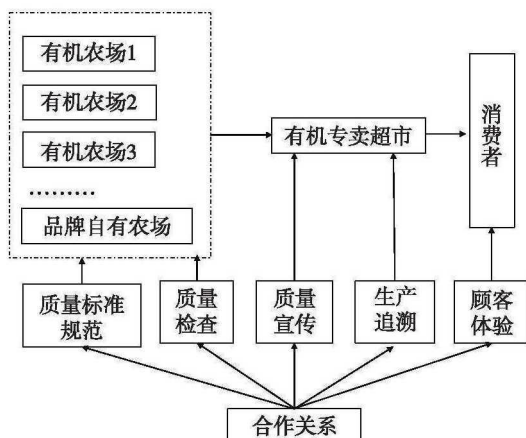 有机农场1
有机农场2
有机农场3
………
品牌自有农场
有机专卖超市
消费者
质量标准
规范
质量
检查
质量
宣传
生产
追溯
顾客
体验
合作关系